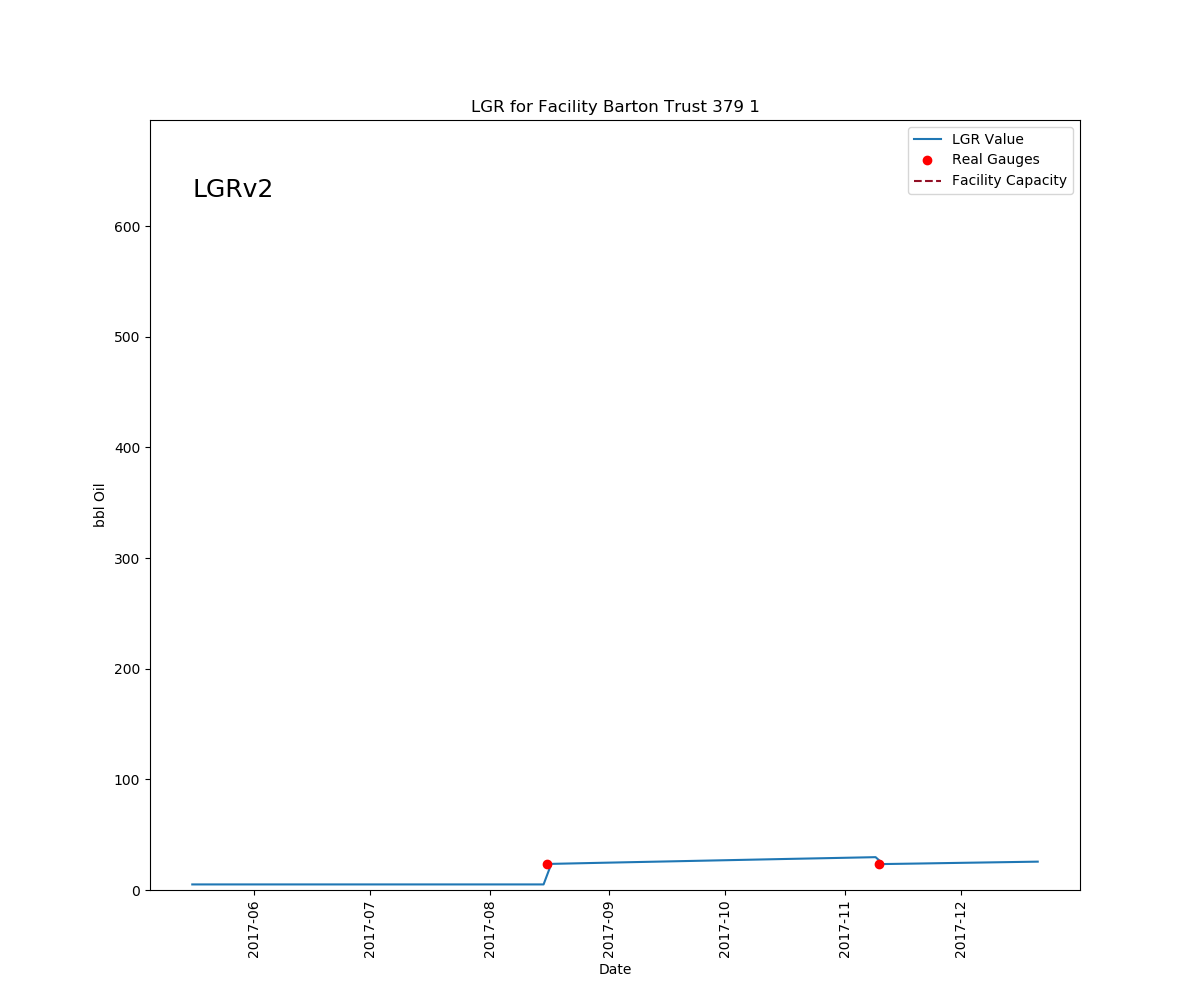 LGR for Facility Barton Trust 379 1
LGR Value
Real Gauges
Facility Capacity
LGRv2
600
500
400
300
200
100
0
bbl Oil
2017-06
2017-07
2017-08
2017-09
2017-10
2017-11
2017-12
Date